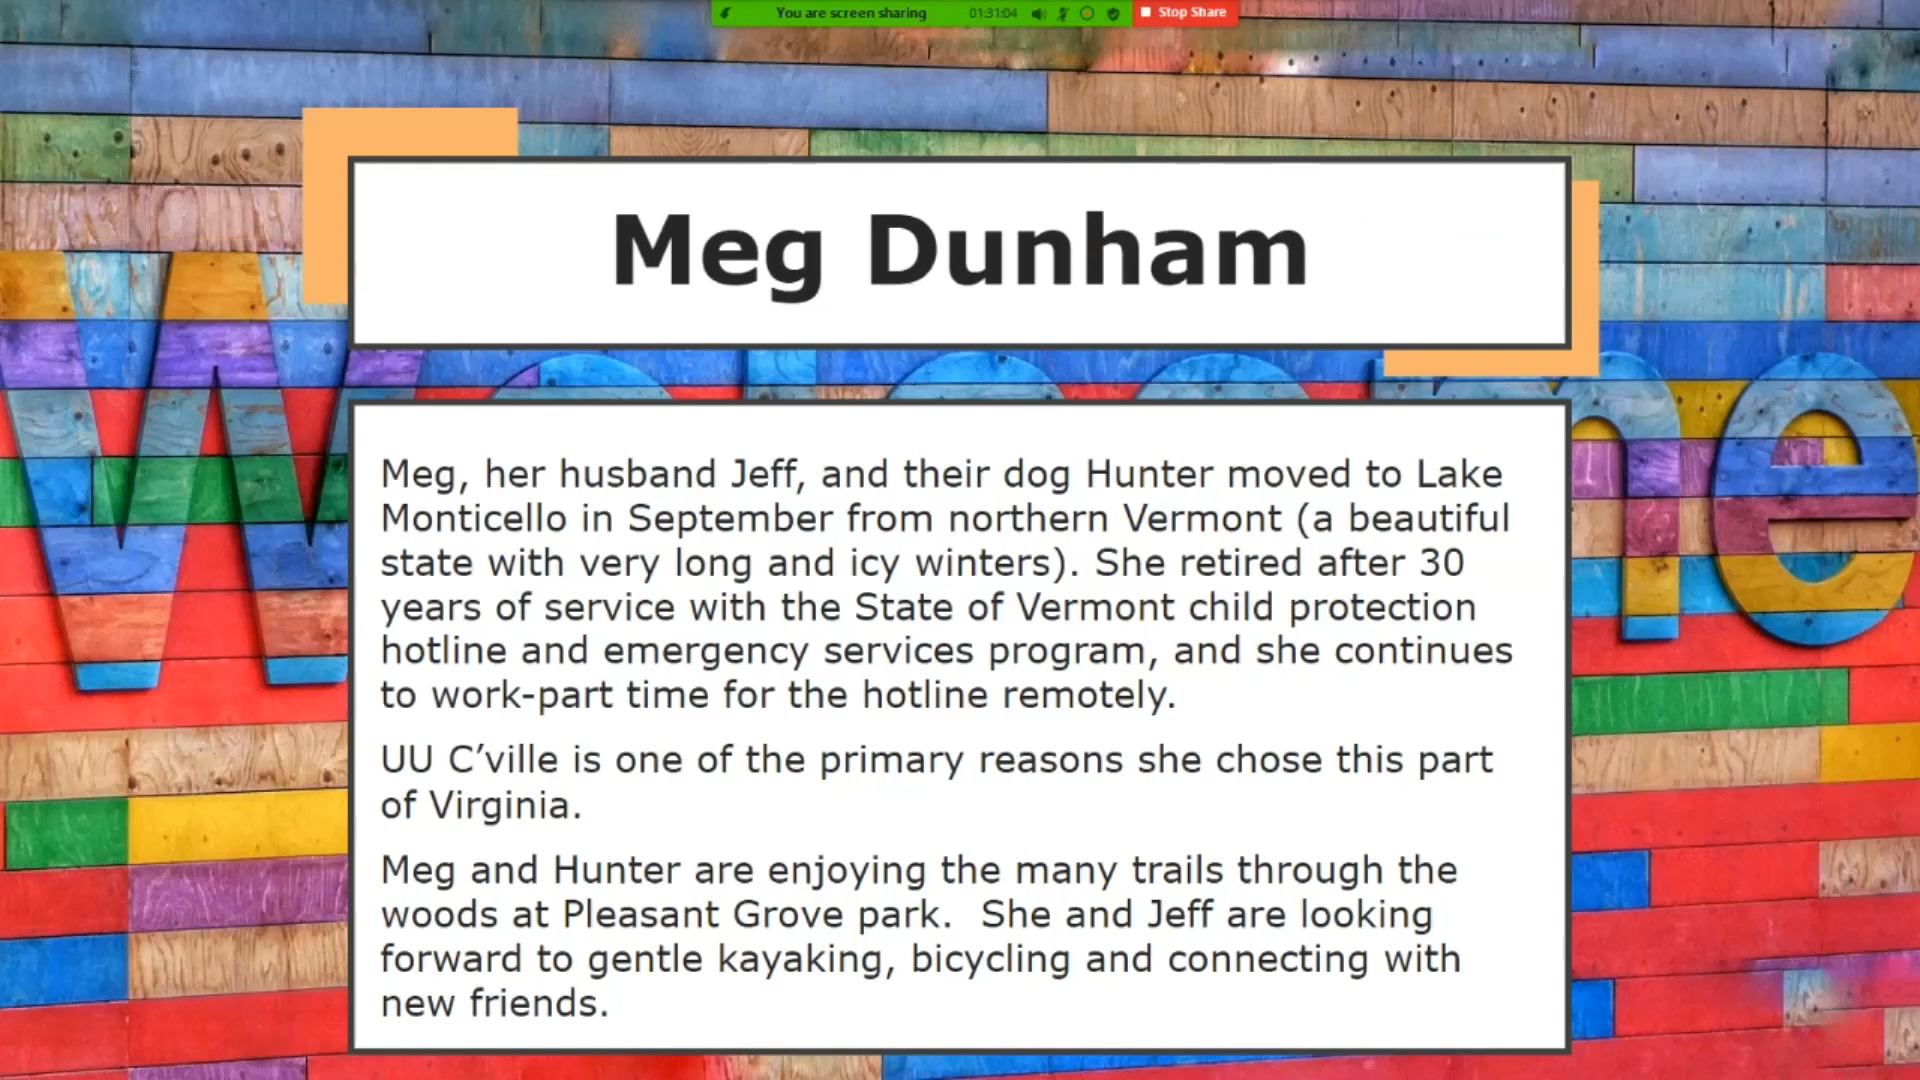 You are screen sharing 01:31:04 Stop Share
Meg Dunham
Meg, her husband Jeff, and their dog Hunter moved to Lake
Monticello in September from northern Vermont (a beautiful
state with very long and icy winters). She retired after 30
years of service with the State of Vermont child protection
hotline and emergency services program, and she continues
to work-part time for the hotline remotely.
UU C’ville is one of the primary reasons she chose this part
of Virginia.
Meg and Hunter are enjoying the many trails through the
woods at Pleasant Grove park.  She and Jeff are looking
forward to gentle kayaking, bicycling and connecting with
new friends.